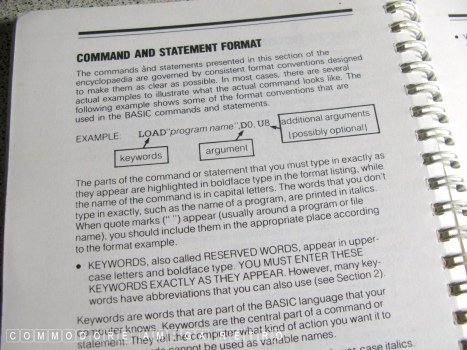 COMMAND AND STATEMENT FORMAT
The commands and statements presented in this section of the
encyclopaedia are governed by consistent format conventions designed
to make them as clear as possible. In most cases, there are several
actual examples to illustrate what the actual command looks like. The
following example shows some of the format conventions that are
used in the BASIC commands and statements.
EXAMPLE: LOAD "program name", D0, U8 additional arguments
(possibly optional)
keywords argument
The parts of the command or statement that you must type in exactly as
they appear are highlighted in boldface type in the format listing, while
the name of the command is in capital letters. The words that you don't
type in exactly, such as the name of a program, are printed in italics.
When quote marks (" ") appear (usually around a program or file
name), you should include them in the appropriate place according
to the format example.
• KEYWORDS, also called RESERVED WORDS, appear in upper-
case letters and boldface type. YOU MUST ENTER THESE
KEYWORDS EXACTLY AS THEY APPEAR. However, many key-
words have abbreviations that you can also use (see Section 2).
Keywords are words that are part of the BASIC language that your
computer knows. Keywords are the central part of a command or
statement. They tell the computer what kind of action you want it to
cannot be used as variable names.
case italics.